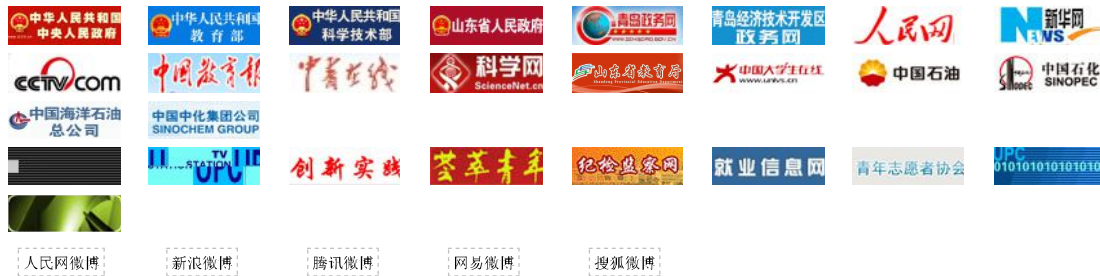 中华人民共和国
中央人民政府
中华人民共和国
教育部
中华人民共和国
科学技术部
山东省人民政府
青岛政务网
青岛经济技术开发区
政务网
人民网
新华网
NEWS
CCTV.com
中国教育报
中青在线
科学网
ScienceNet.cn
山东省教育厅
中国大学生在线
www.univs.cn
中国石油
SINOPEC
中国石化
SINOPEC
中国海洋石油
总公司
中国中化集团公司
SINOCHEM GROUP
TV
STATION
UPC
创新实践
荟萃青年
纪检监察网
就业信息网
青年志愿者协会
UPC
010101010101010
人民网微博
新浪微博
腾讯微博
网易微博
搜狐微博